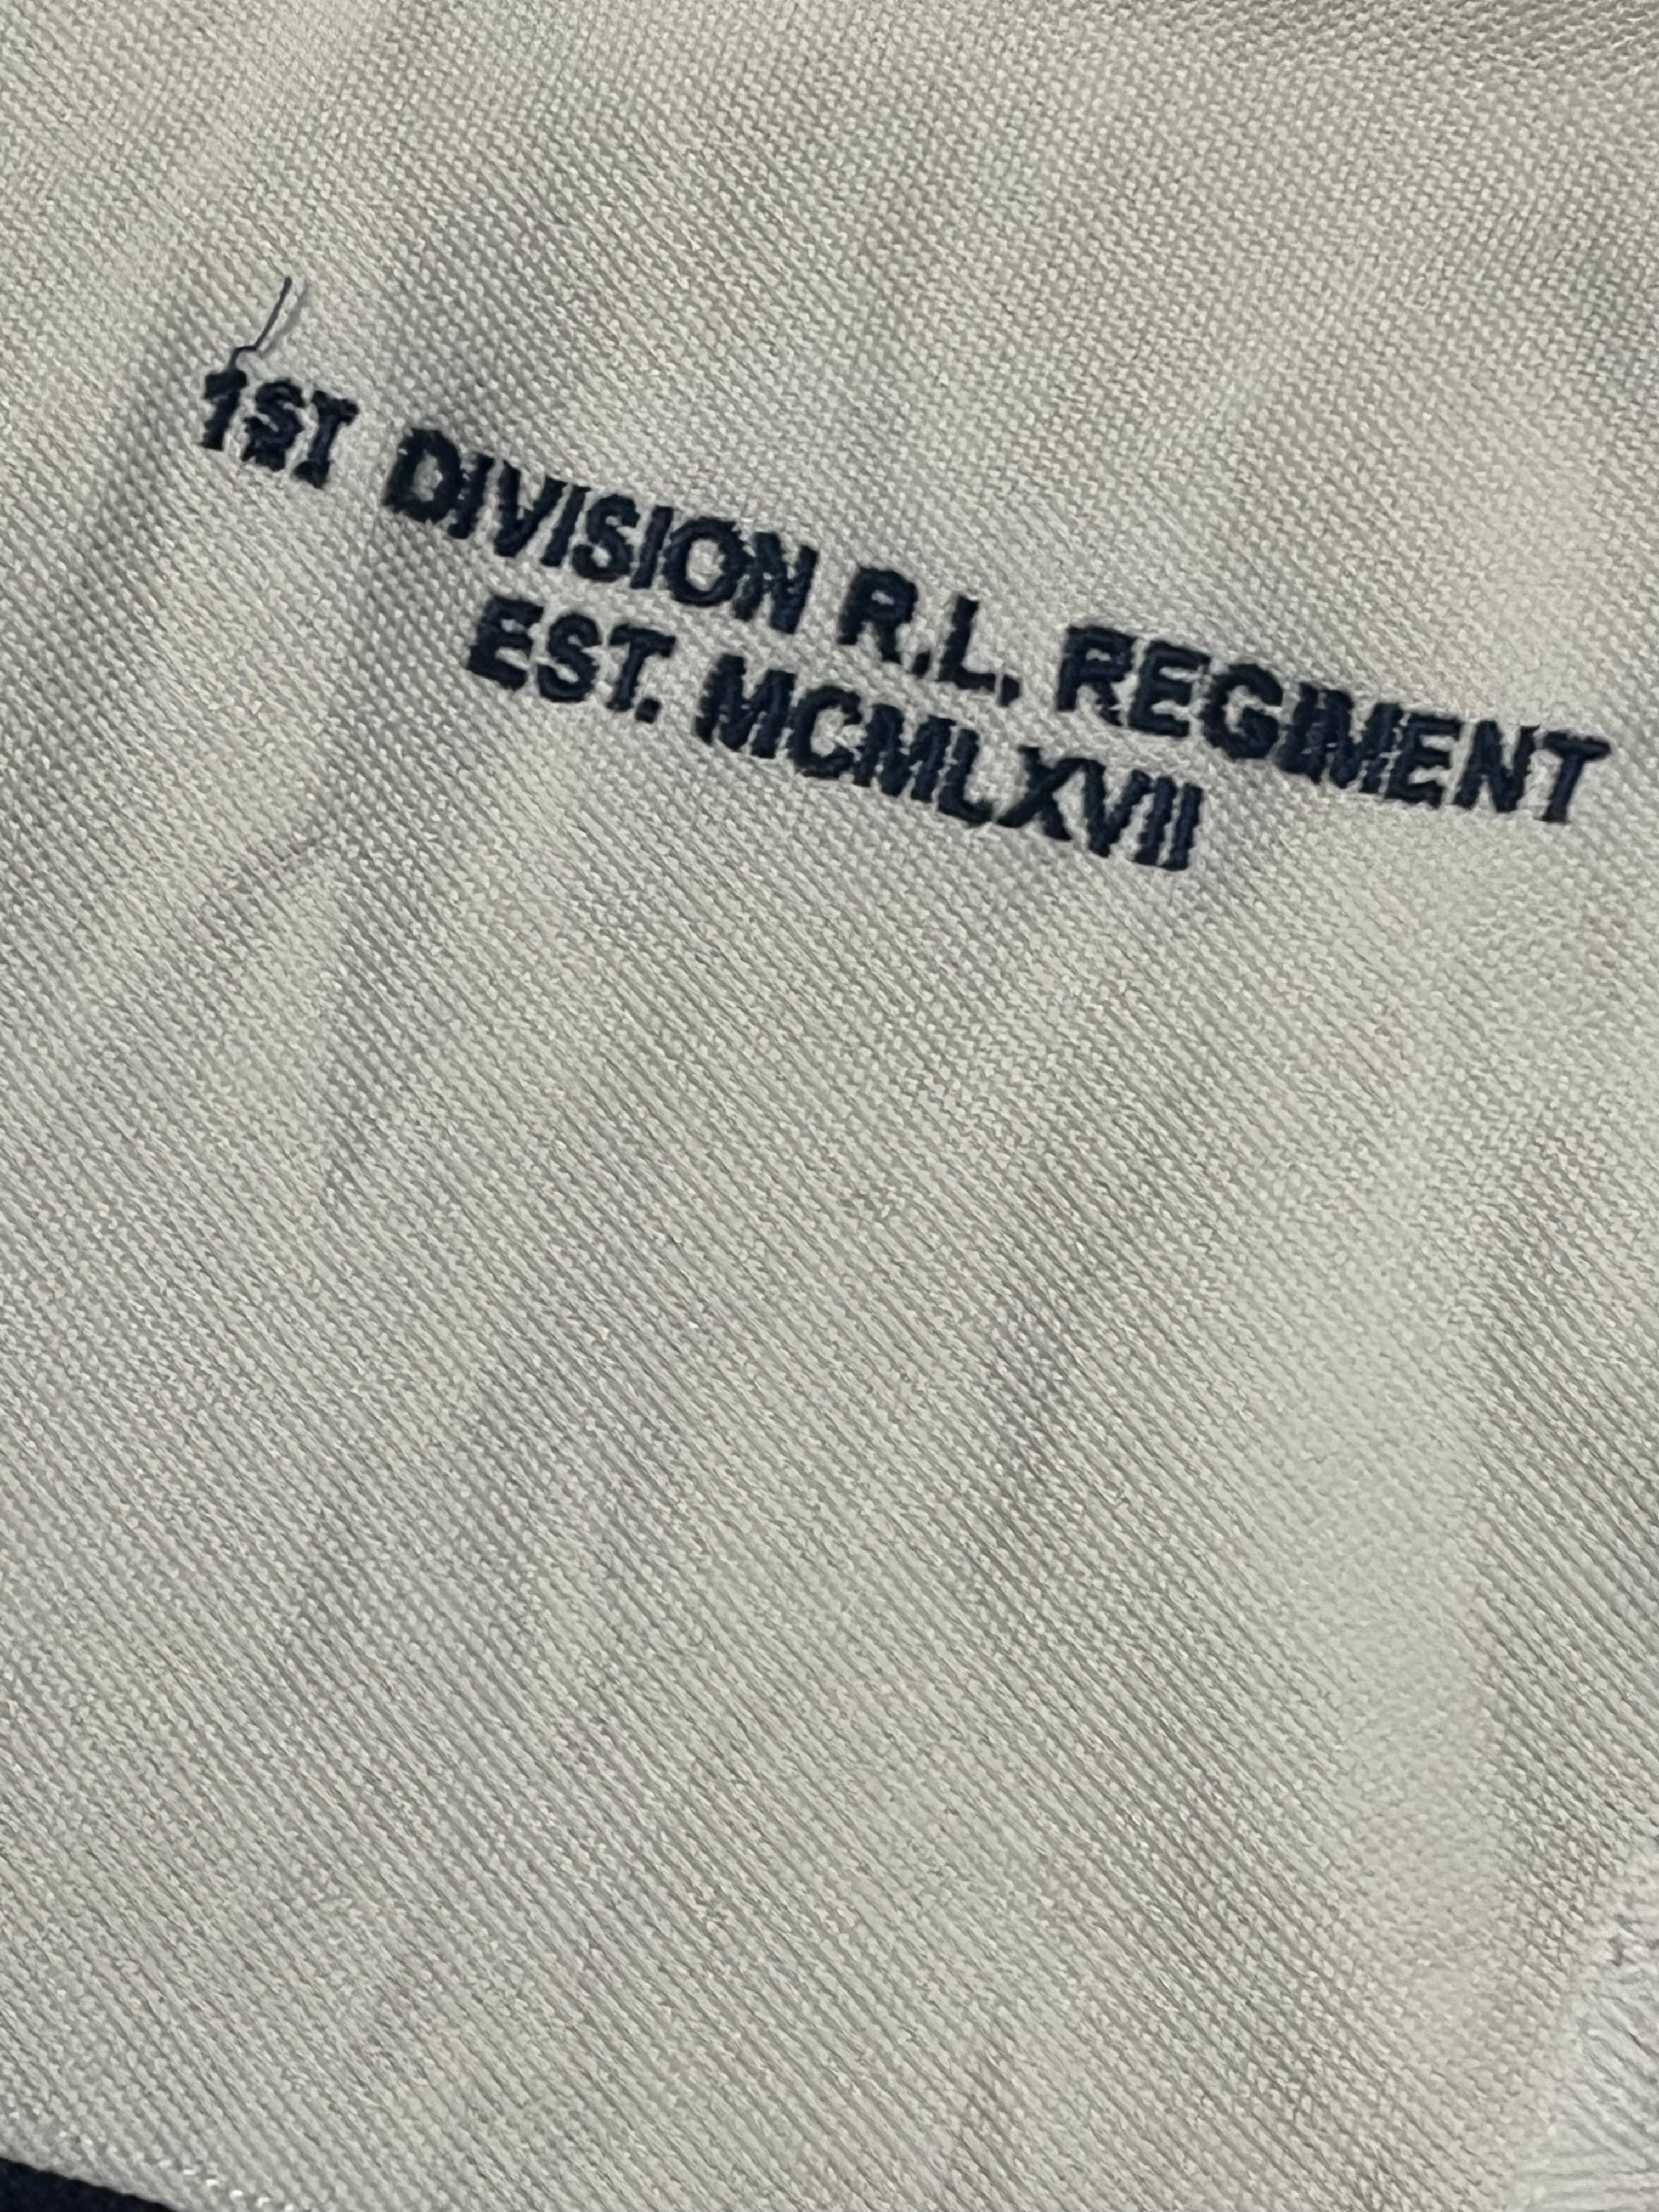 1ST DIVISION R.L. REGIMENT
EST. MCMLXVII